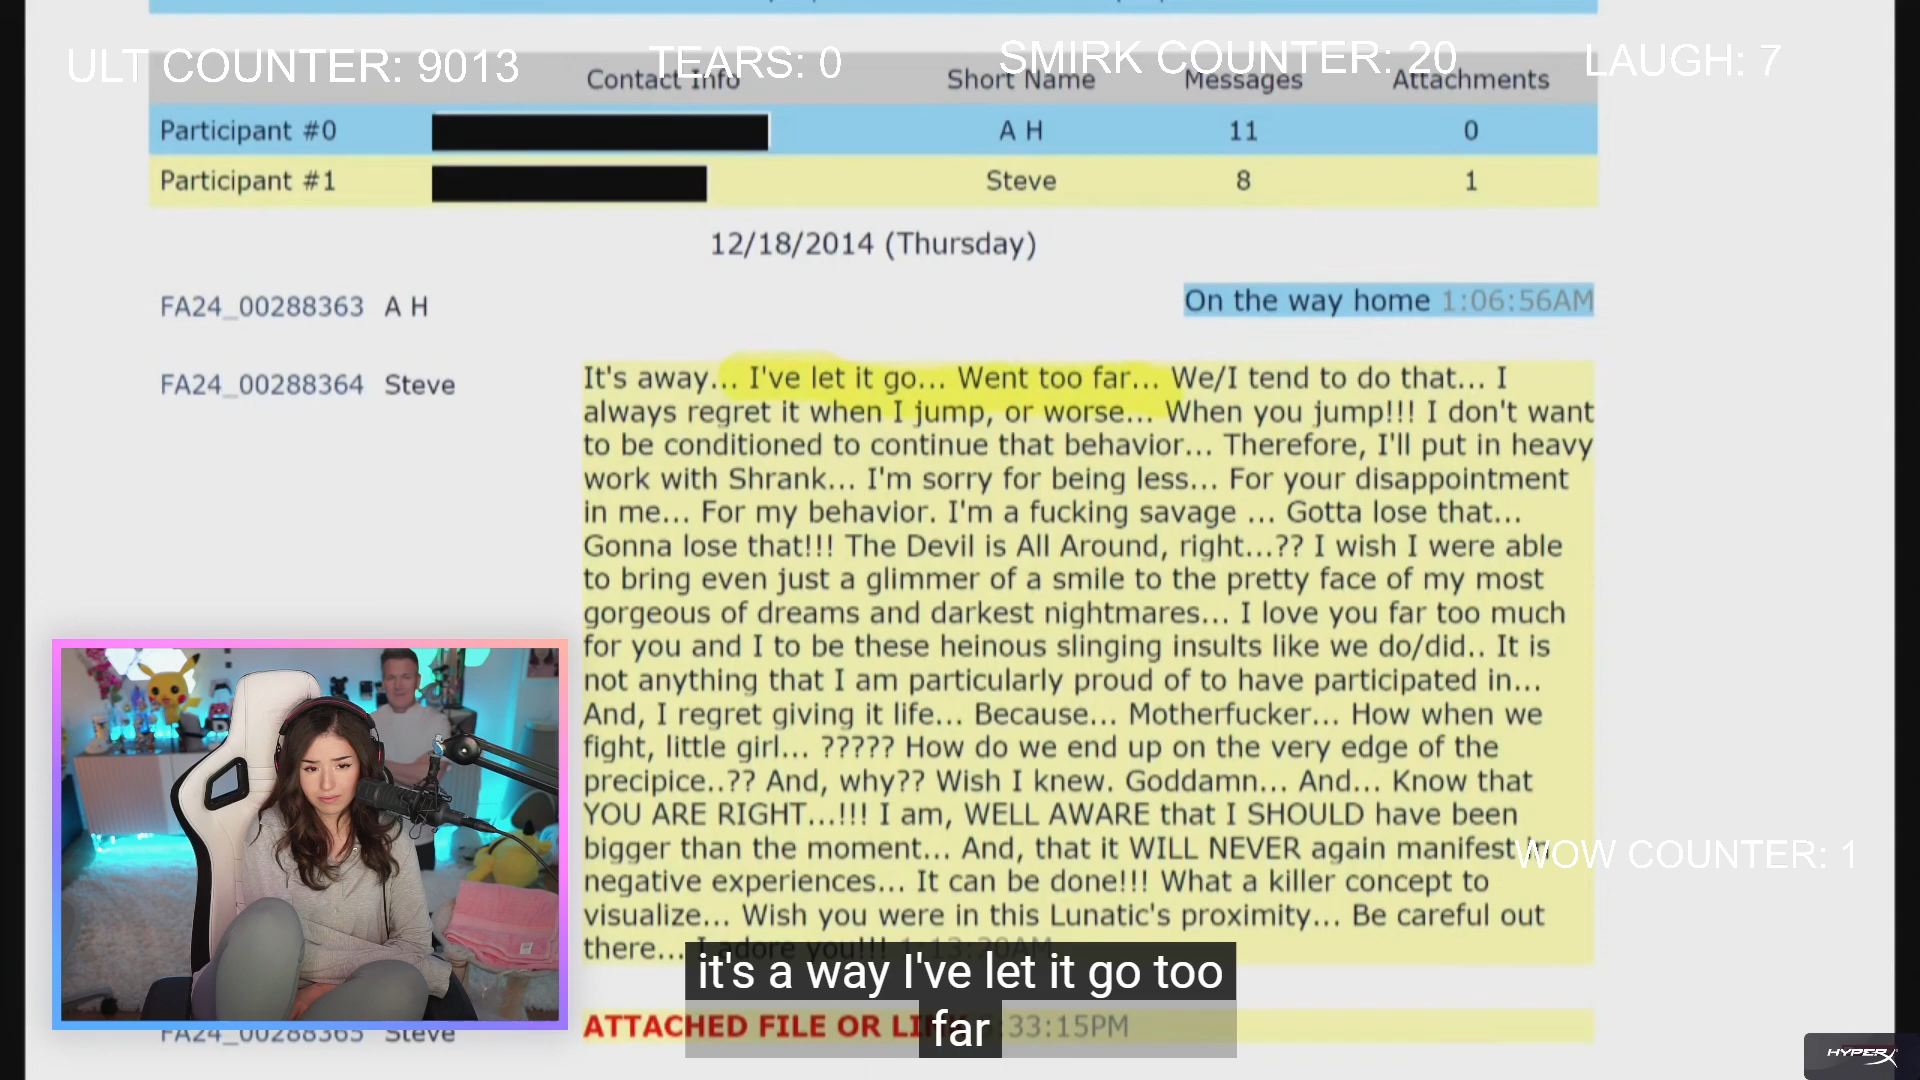 ULT COUNTER: 9013
TEARS: 0
SMIRK COUNTER: 20
LAUGH: 7
Contact Info Short Name Messages Attachments
Participant #0 A H 11 0
Participant #1 Steve 8 1
12/18/2014 (Thursday)
FA24_00288363 A H On the way home 1:06:56AM
FA24_00288364 Steve
It's away... I've let it go... Went too far... We/I tend to do that... I
always regret it when I jump, or worse... When you jump!!! I don't want
to be conditioned to continue that behavior... Therefore, I'll put in heavy
work with Shrank... I'm sorry for being less... For your disappointment
in me... For my behavior. I'm a fucking savage ... Gotta lose that...
Gonna lose that!!! The Devil is All Around, right...?? I wish I were able
to bring even just a glimmer of a smile to the pretty face of my most
gorgeous of dreams and darkest nightmares... I love you far too much
for you and I to be these heinous slinging insults like we do/did.. It is
not anything that I am particularly proud of to have participated in...
And, I regret giving it life... Because... Motherfucker... How when we
fight, little girl... ????? How do we end up on the very edge of the
precipice..?? And, why?? Wish I knew. Goddamn... And... Know that
YOU ARE RIGHT...!!! I am, WELL AWARE that I SHOULD have been
bigger than the moment... And, that it WILL NEVER again manifest
negative experiences... It can be done!!! What a killer concept to
visualize... Wish you were in this Lunatic's proximity... Be careful out
there... I adore you!!! 1:13:20AM
WOW COUNTER: 1
it's a way I've let it go too
far
FA24_00288365 Steve ATTACHED FILE OR LI :33:15PM
HYPERX